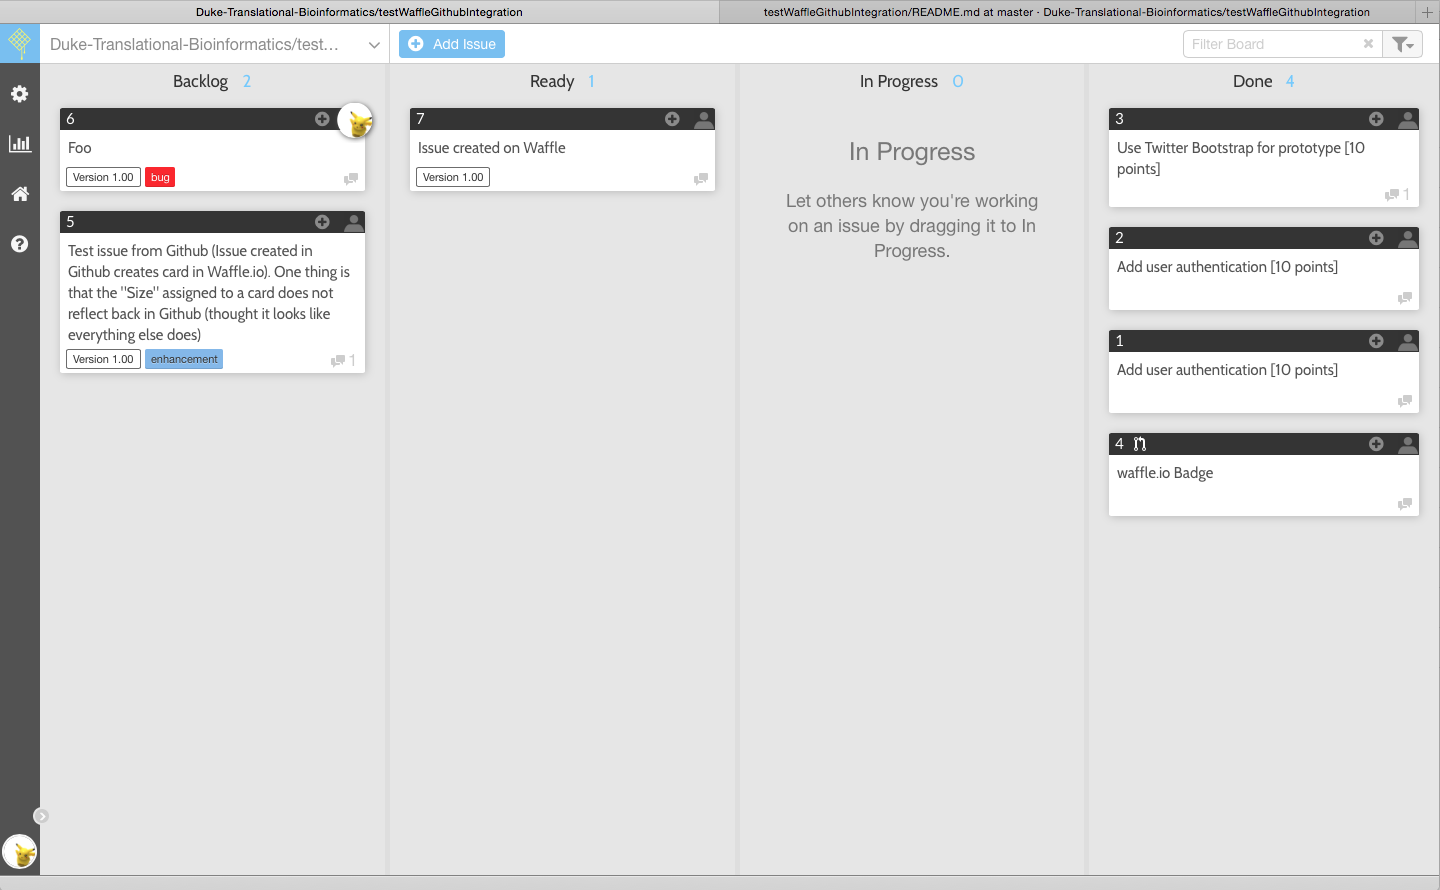 Duke-Translational-Bioinformatics/testWaffleGithubIntegration
testWaffleGithubIntegration/README.md at master · Duke-Translational-Bioinformatics/testWaffleGithubIntegration
Duke-Translational-Bioinformatics/test...
Add Issue
Filter Board
Backlog 2
6
Foo
Version 1.00 bug
5
Test issue from Github (Issue created in
Github creates card in Waffle.io). One thing is
that the "Size" assigned to a card does not
reflect back in Github (thought it looks like
everything else does)
Version 1.00 enhancement 1
Ready 1
7
Issue created on Waffle
Version 1.00
In Progress 0
In Progress
Let others know you're working
on an issue by dragging it to In
Progress.
Done 4
3
Use Twitter Bootstrap for prototype [10
points]
1
2
Add user authentication [10 points]
1
Add user authentication [10 points]
4
waffle.io Badge